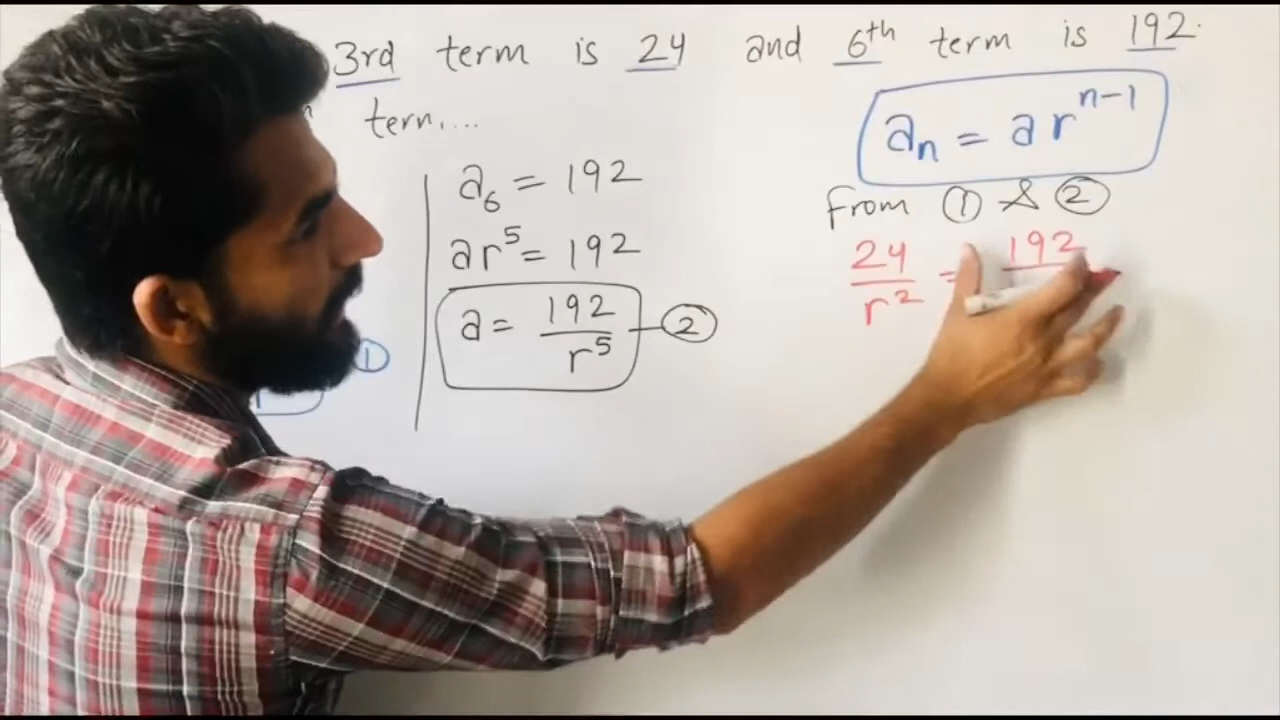 3rd term is 24 and 6th term is 192.
tern....
a₆ = 192
ar⁵ = 192
a = 192/r⁵ — ②
①
aₙ = arⁿ⁻¹
From ① & ②
24/r² = 192